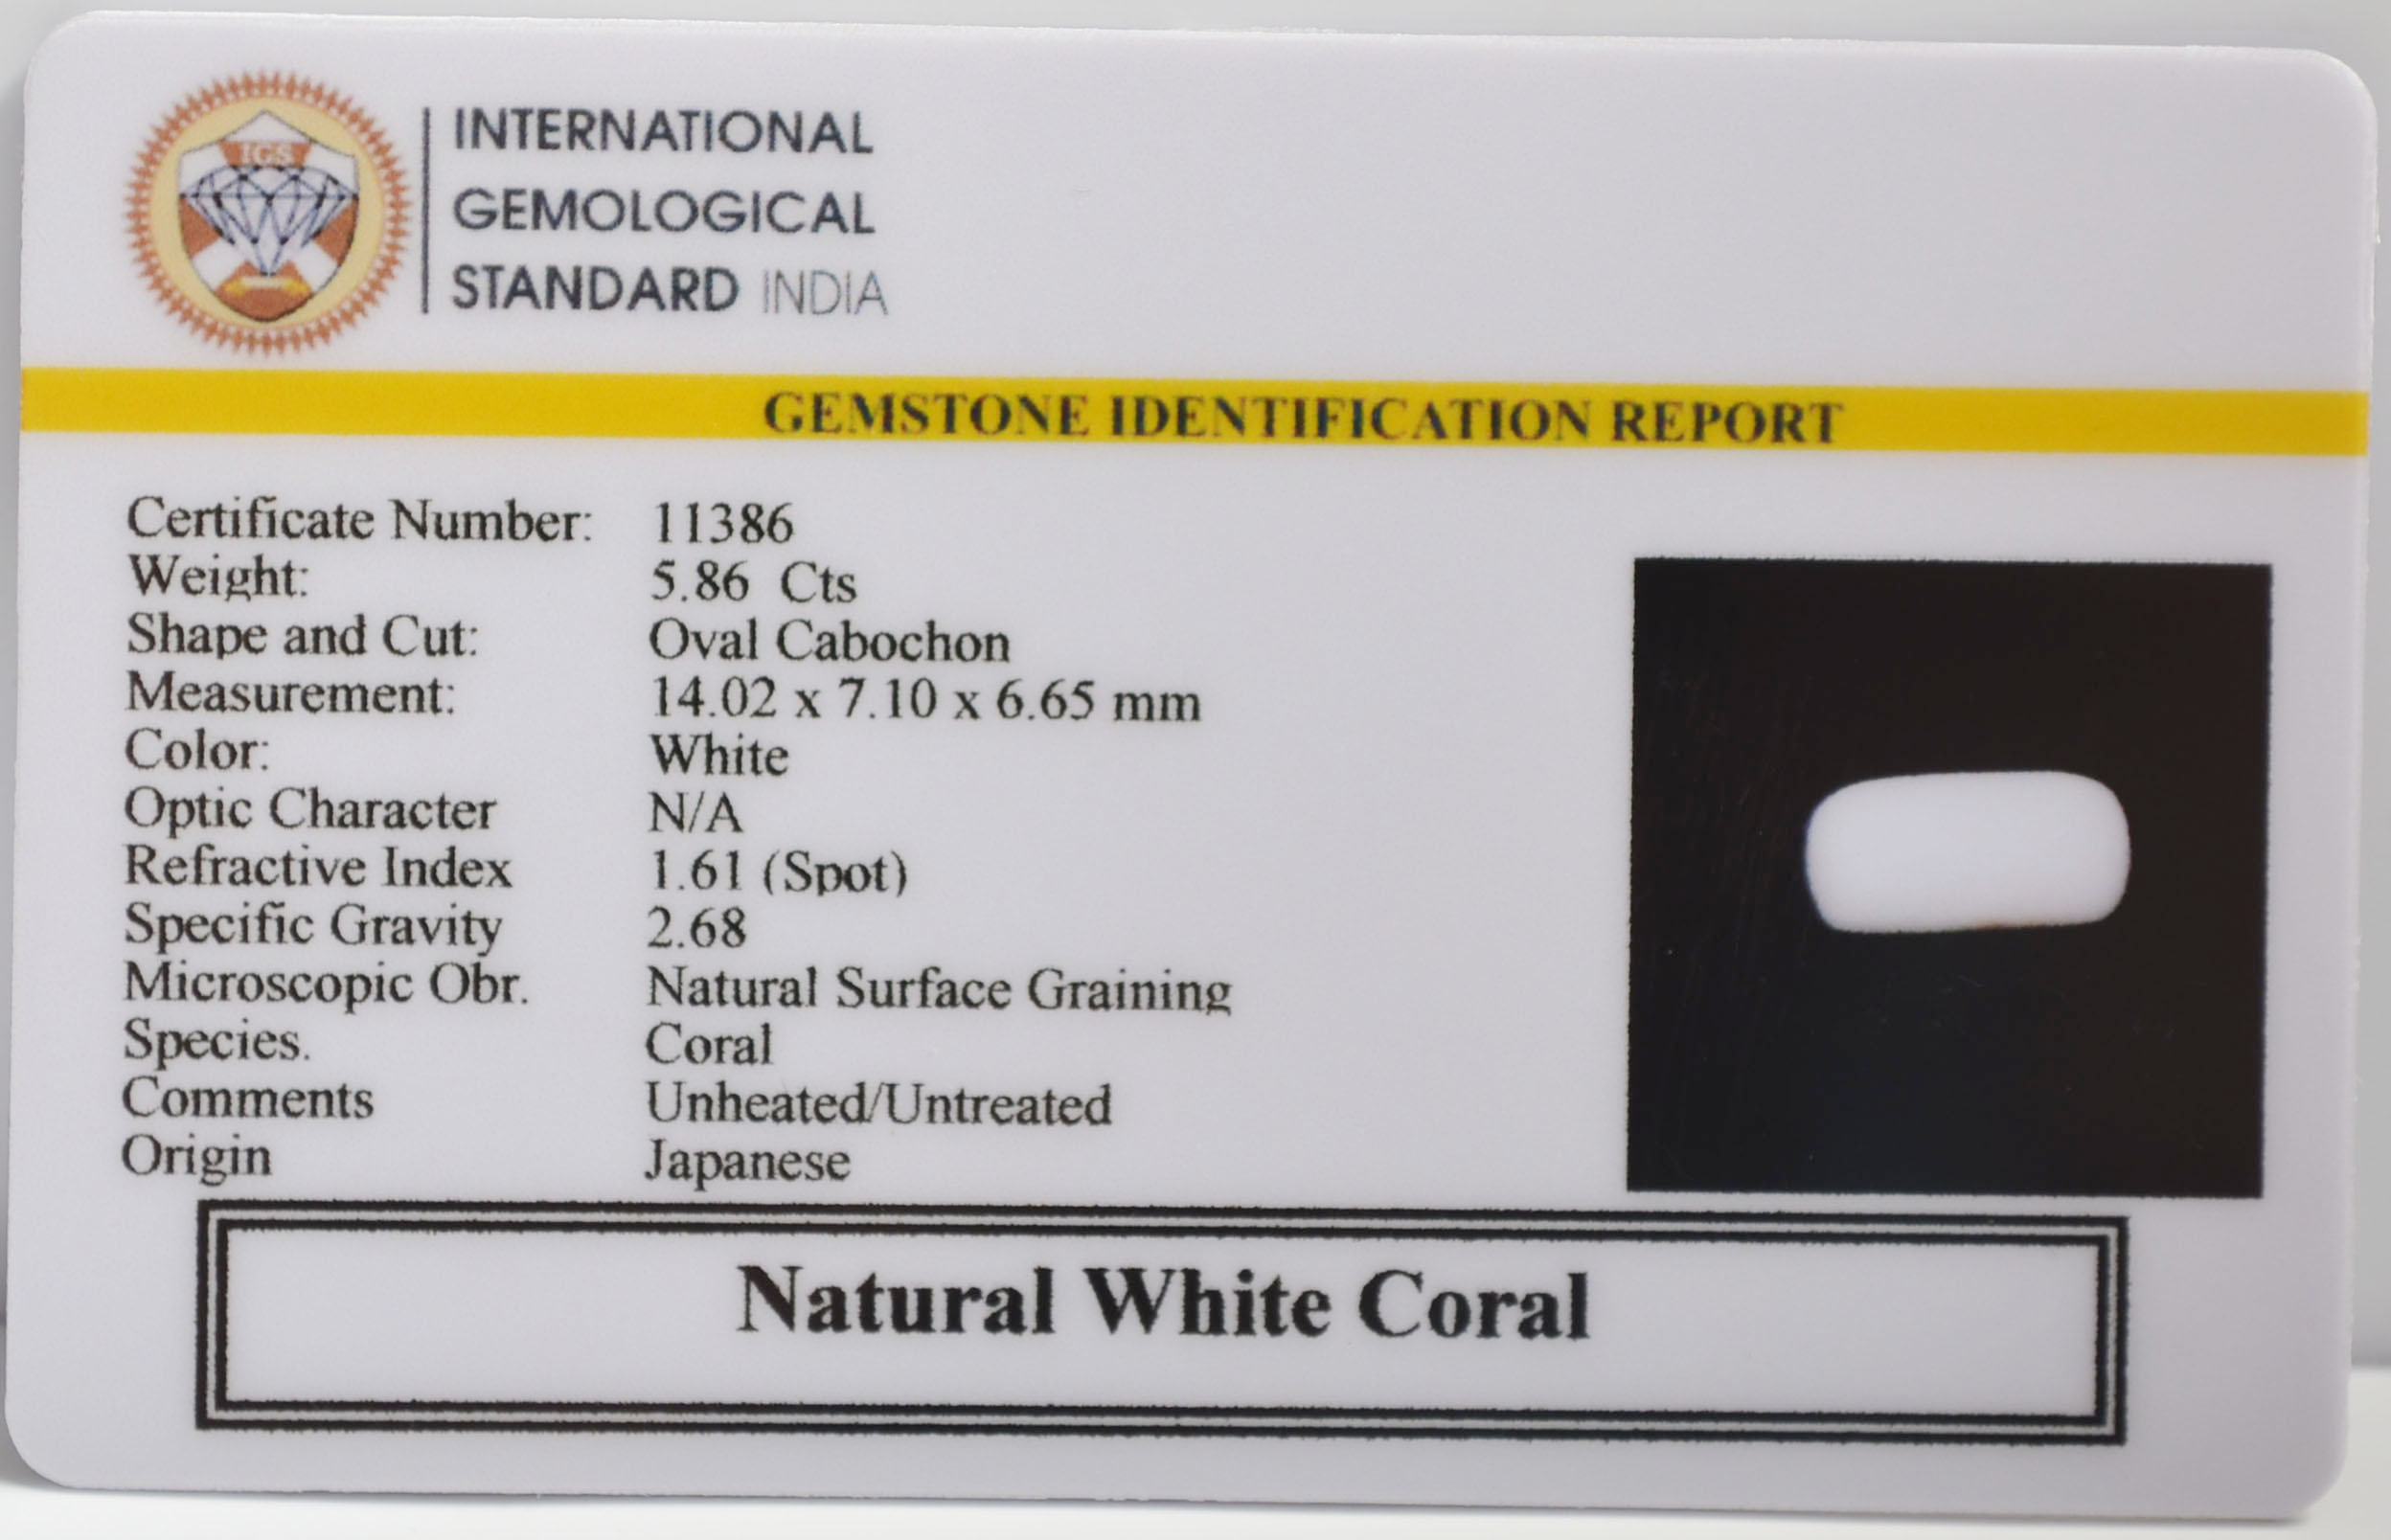 IGS
INTERNATIONAL
GEMOLOGICAL
STANDARD INDIA
GEMSTONE IDENTIFICATION REPORT
Certificate Number: 11386
Weight: 5.86 Cts
Shape and Cut: Oval Cabochon
Measurement: 14.02 x 7.10 x 6.65 mm
Color: White
Optic Character N/A
Refractive Index 1.61 (Spot)
Specific Gravity 2.68
Microscopic Obr. Natural Surface Graining
Species. Coral
Comments Unheated/Untreated
Origin Japanese
Natural White Coral